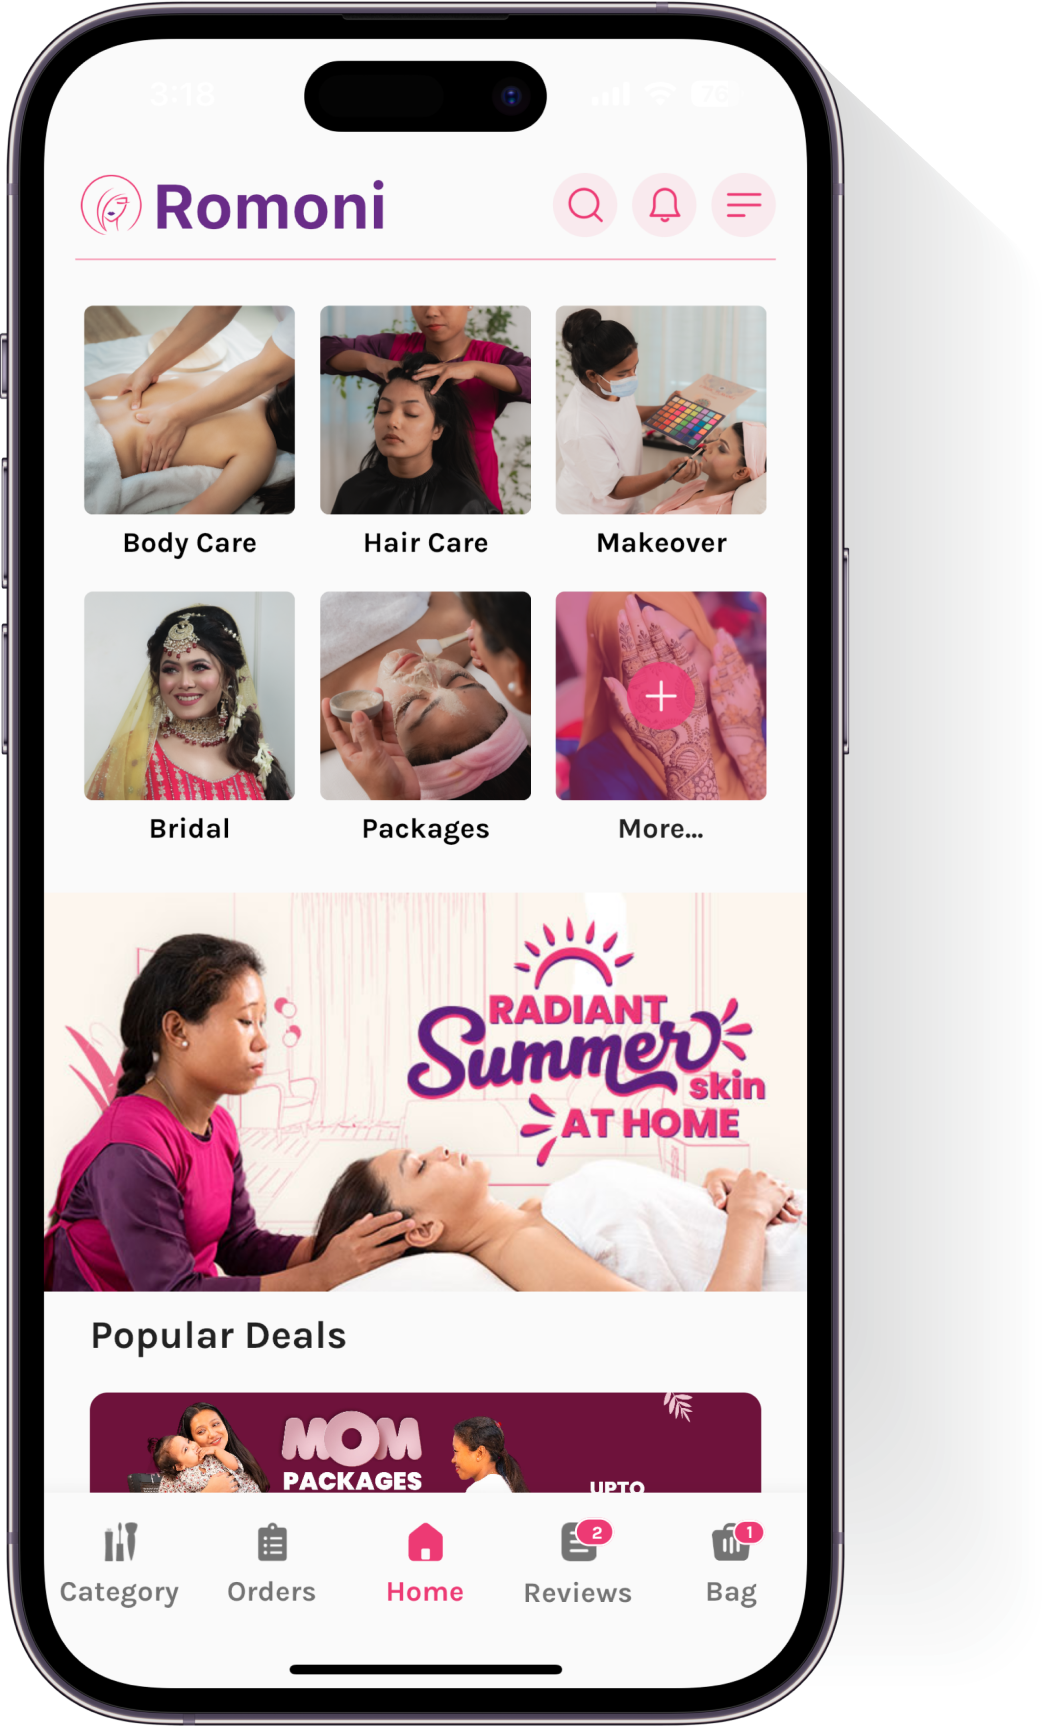 3:18
76
Romoni
Body Care
Hair Care
Makeover
Bridal
Packages
More...
RADIANT
Summer
skin
AT HOME
Popular Deals
MOM
PACKAGES
UPTO
2
1
Category
Orders
Home
Reviews
Bag